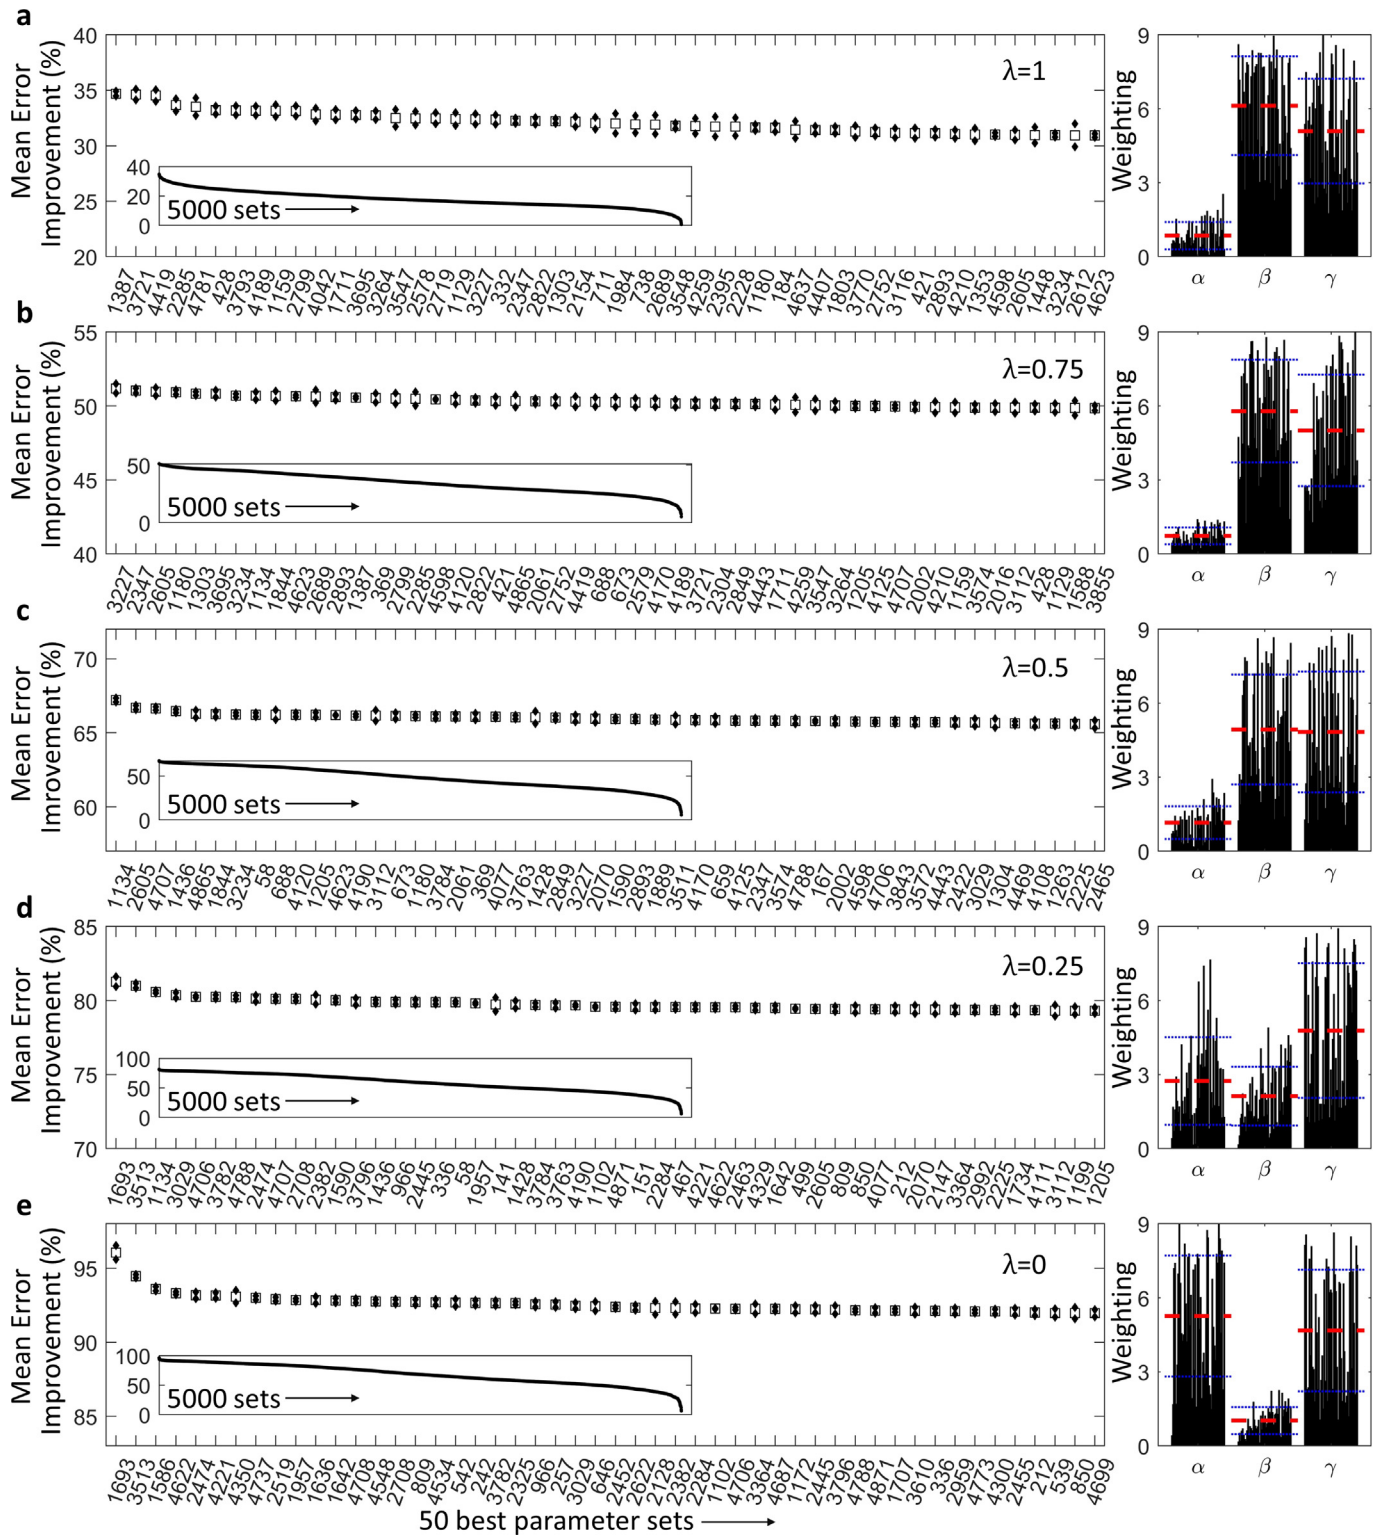 a
Mean Error
Improvement (%)
40
35
30
25
20
λ=1
40
20
0
5000 sets
1387 3721 4419 2285 4781 428 3793 4189 1159 2799 4042 1711 3695 3264 3547 2578 2719 1129 3227 332 2347 2822 1303 2154 711 1984 738 2689 3548 4259 2395 2228 1180 184 4637 4407 1803 3770 2752 3116 421 2893 4210 1353 4598 2605 1448 3234 2612 4623
Weighting
9
6
3
0
α β γ
b
Mean Error
Improvement (%)
55
50
45
40
λ=0.75
50
0
5000 sets
3227 2347 2605 1180 1303 3695 3234 1134 1844 4623 2689 2893 1387 369 2799 2285 4598 4120 2822 421 4865 2061 2752 4419 688 673 2579 4170 4189 3721 2304 2849 4443 1711 4259 3547 3264 1205 4125 4707 2002 4210 1159 3574 2016 3112 428 1129 1588 3855
Weighting
9
6
3
0
α β γ
c
Mean Error
Imrovement (%)
70
65
60
λ=0.5
50
0
5000 sets
1134 2605 4707 1436 4865 1844 3234 58 688 4120 1205 4623 4190 3112 673 1180 3784 2061 369 4077 3763 1428 2849 3227 2070 1590 2893 1889 3511 4170 659 4125 2347 3574 4788 167 2002 4598 4706 3843 3572 4443 2422 3029 1304 4469 4108 1263 2225 2465
Weighting
9
6
3
0
α β γ
d
Mean Error
Improvement (%)
85
80
75
70
λ=0.25
100
50
0
5000 sets
1693 3513 1134 3029 4706 3782 4788 2474 4707 2708 2382 1590 3796 1436 966 2445 336 58 1957 141 1428 3784 3763 4190 1102 4871 151 2284 467 4221 4622 2463 4329 1642 499 2605 809 850 4077 212 2070 2147 3364 2992 2225 1734 4111 3112 1199 1205
Weighting
9
6
3
0
α β γ
e
Mean Error
Improvement (%)
95
90
85
λ=0
100
50
0
5000 sets
1693 3513 1586 4622 2474 4221 4350 4737 2519 1957 1636 1642 4708 4548 2708 809 4534 542 242 3782 2325 966 257 3029 646 2452 2622 2128 2382 2284 1102 4706 3364 4687 1172 2445 3796 4788 4871 1707 3610 336 2959 4773 4300 2455 212 539 850 4699
Weighting
9
6
3
0
α β γ
50 best parameter sets